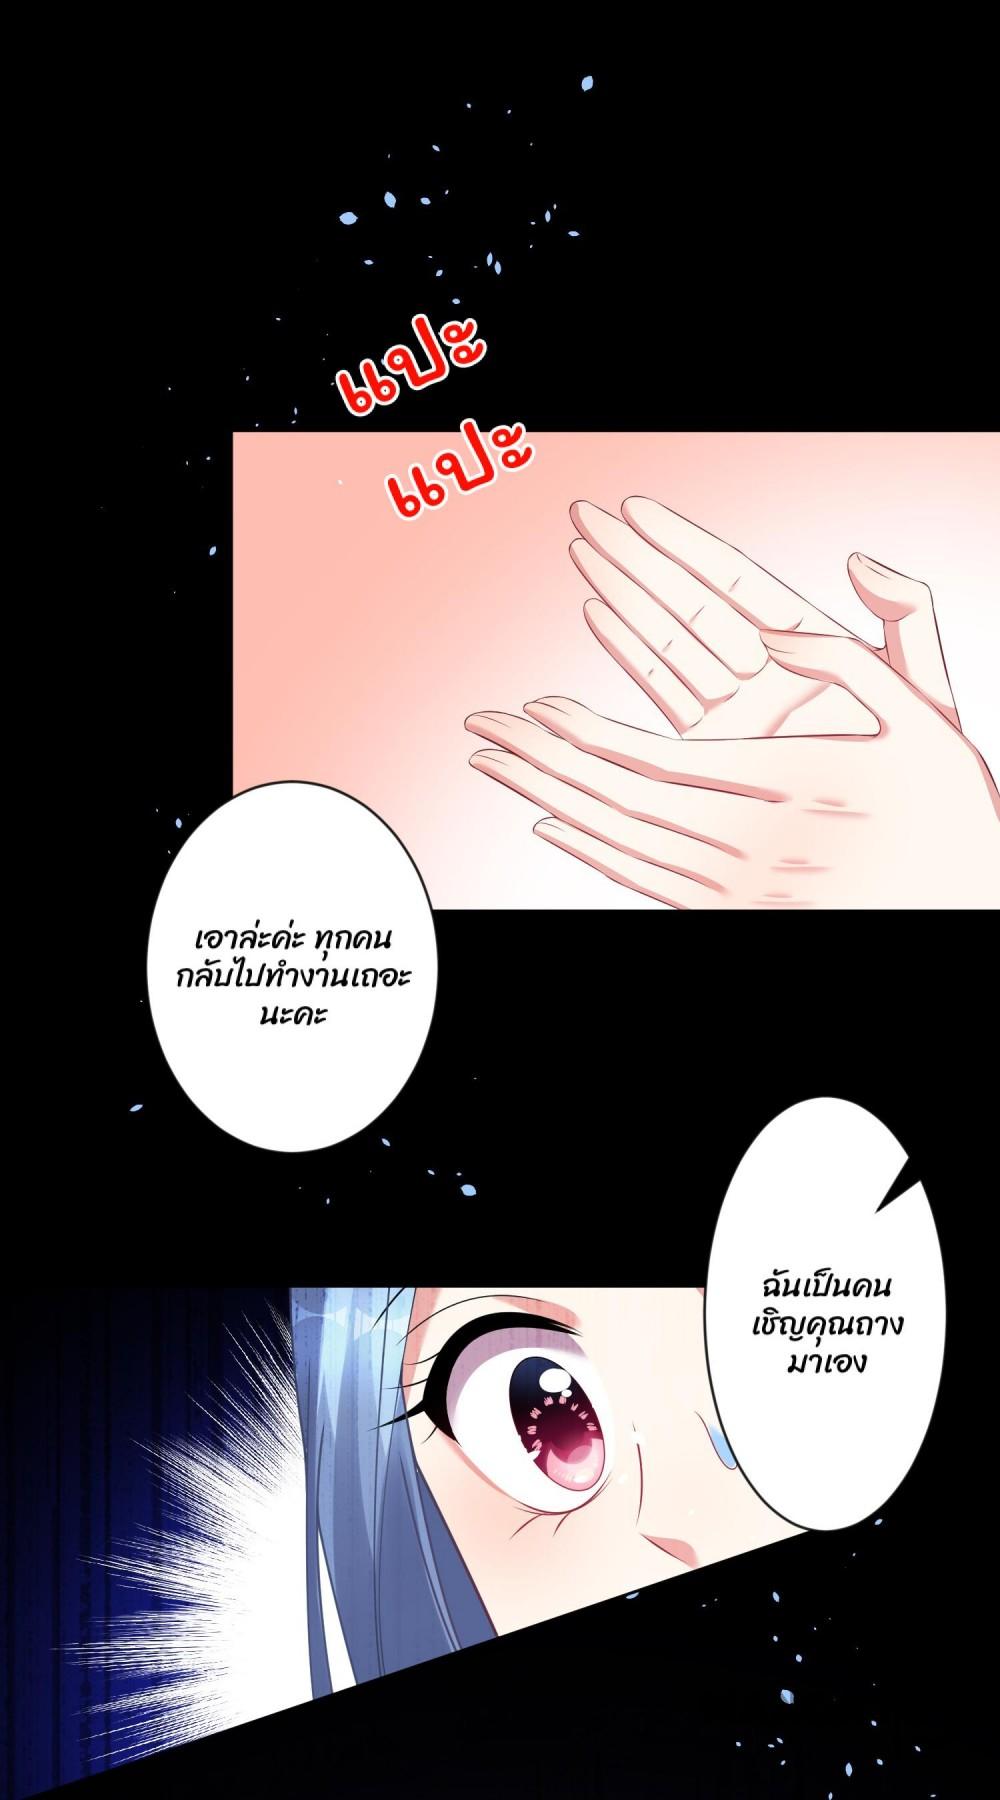 แปะ
แปะ
เอาล่ะค่ะ ทุกคน
กลับไปทำงานเถอะ
นะคะ
ฉันเป็นคน
เชิญคุณถาง
มาเอง